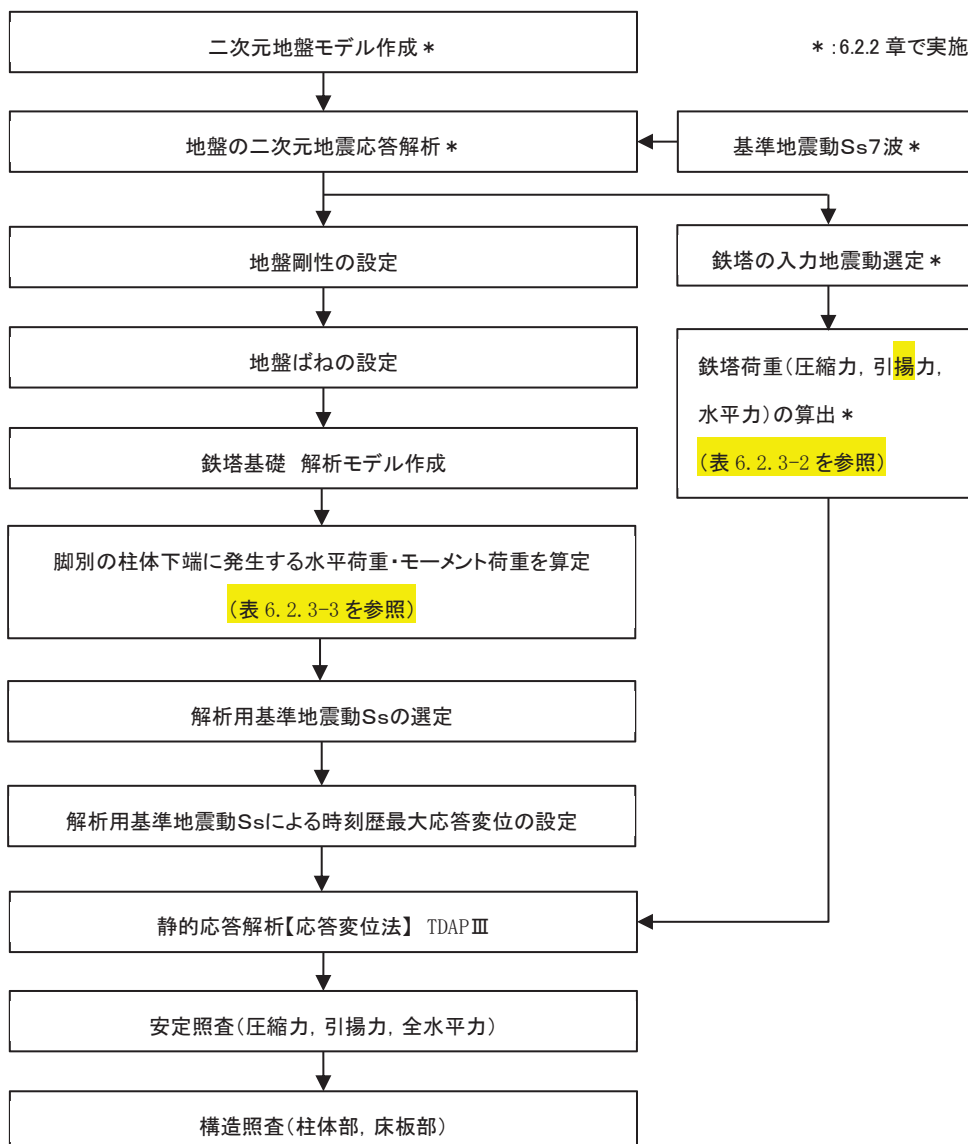 二次元地盤モデル作成＊
＊：6.2.2 章で実施
地盤の二次元地震応答解析＊
基準地震動Ss７波＊
地盤剛性の設定
鉄塔の入力地震動選定＊
地盤ばねの設定
鉄塔荷重（圧縮力，引揚力，
水平力）の算出＊
（表 6.2.3-2 を参照）
鉄塔基礎 解析モデル作成
脚別の柱体下端に発生する水平荷重・モーメント荷重を算定
（表 6.2.3-3 を参照）
解析用基準地震動Ssの選定
解析用基準地震動Ssによる時刻歴最大応答変位の設定
静的応答解析【応答変位法】 TDAPⅢ
安定照査（圧縮力，引揚力，全水平力）
構造照査（柱体部，床板部）